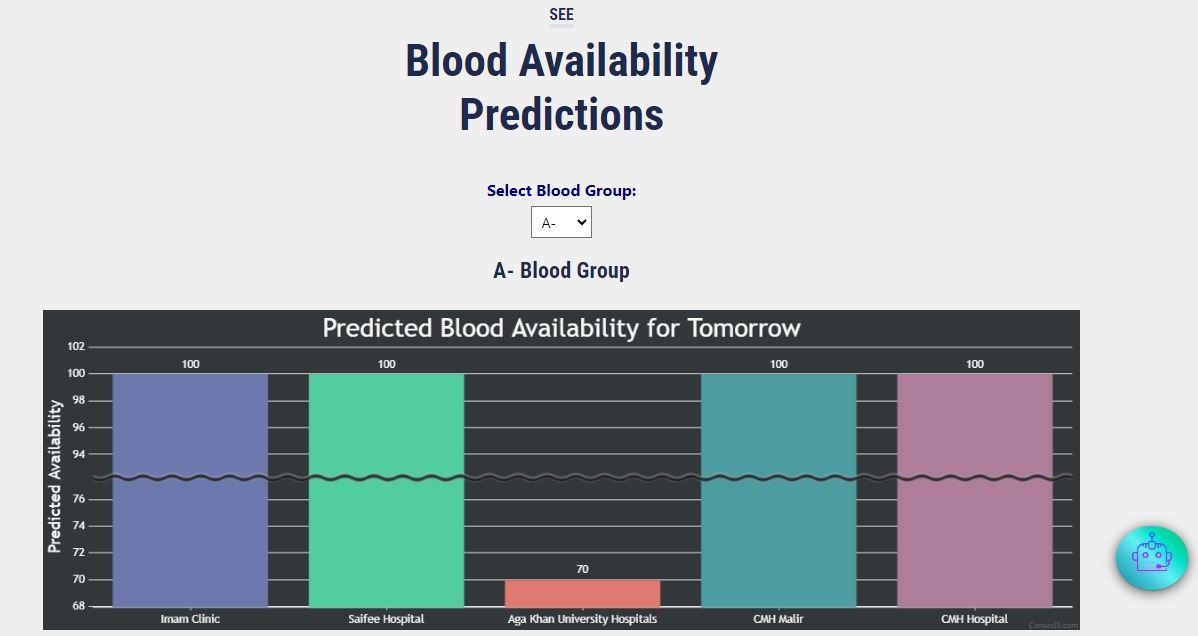 SEE
Blood Availability
Predictions
Select Blood Group:
A-
A- Blood Group
Predicted Blood Availability for Tomorrow
102
100
98
96
94
76
74
72
70
68
Predicted Availability
100
100
70
100
100
Imam Clinic
Saifee Hospital
Aga Khan University Hospitals
CMH Malir
CMH Hospital
CanvasJS.com